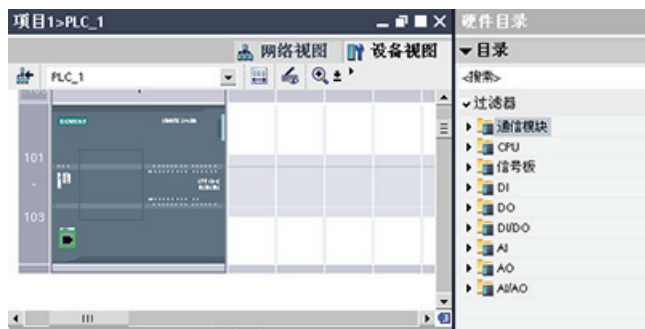 项目1>PLC_1
网络视图 设备视图
PLC_1
SIEMENS
101
103
硬件目录
目录
<搜索>
过滤器
通信模块
CPU
信号板
DI
DO
DI/DO
AI
AO
AI/AO